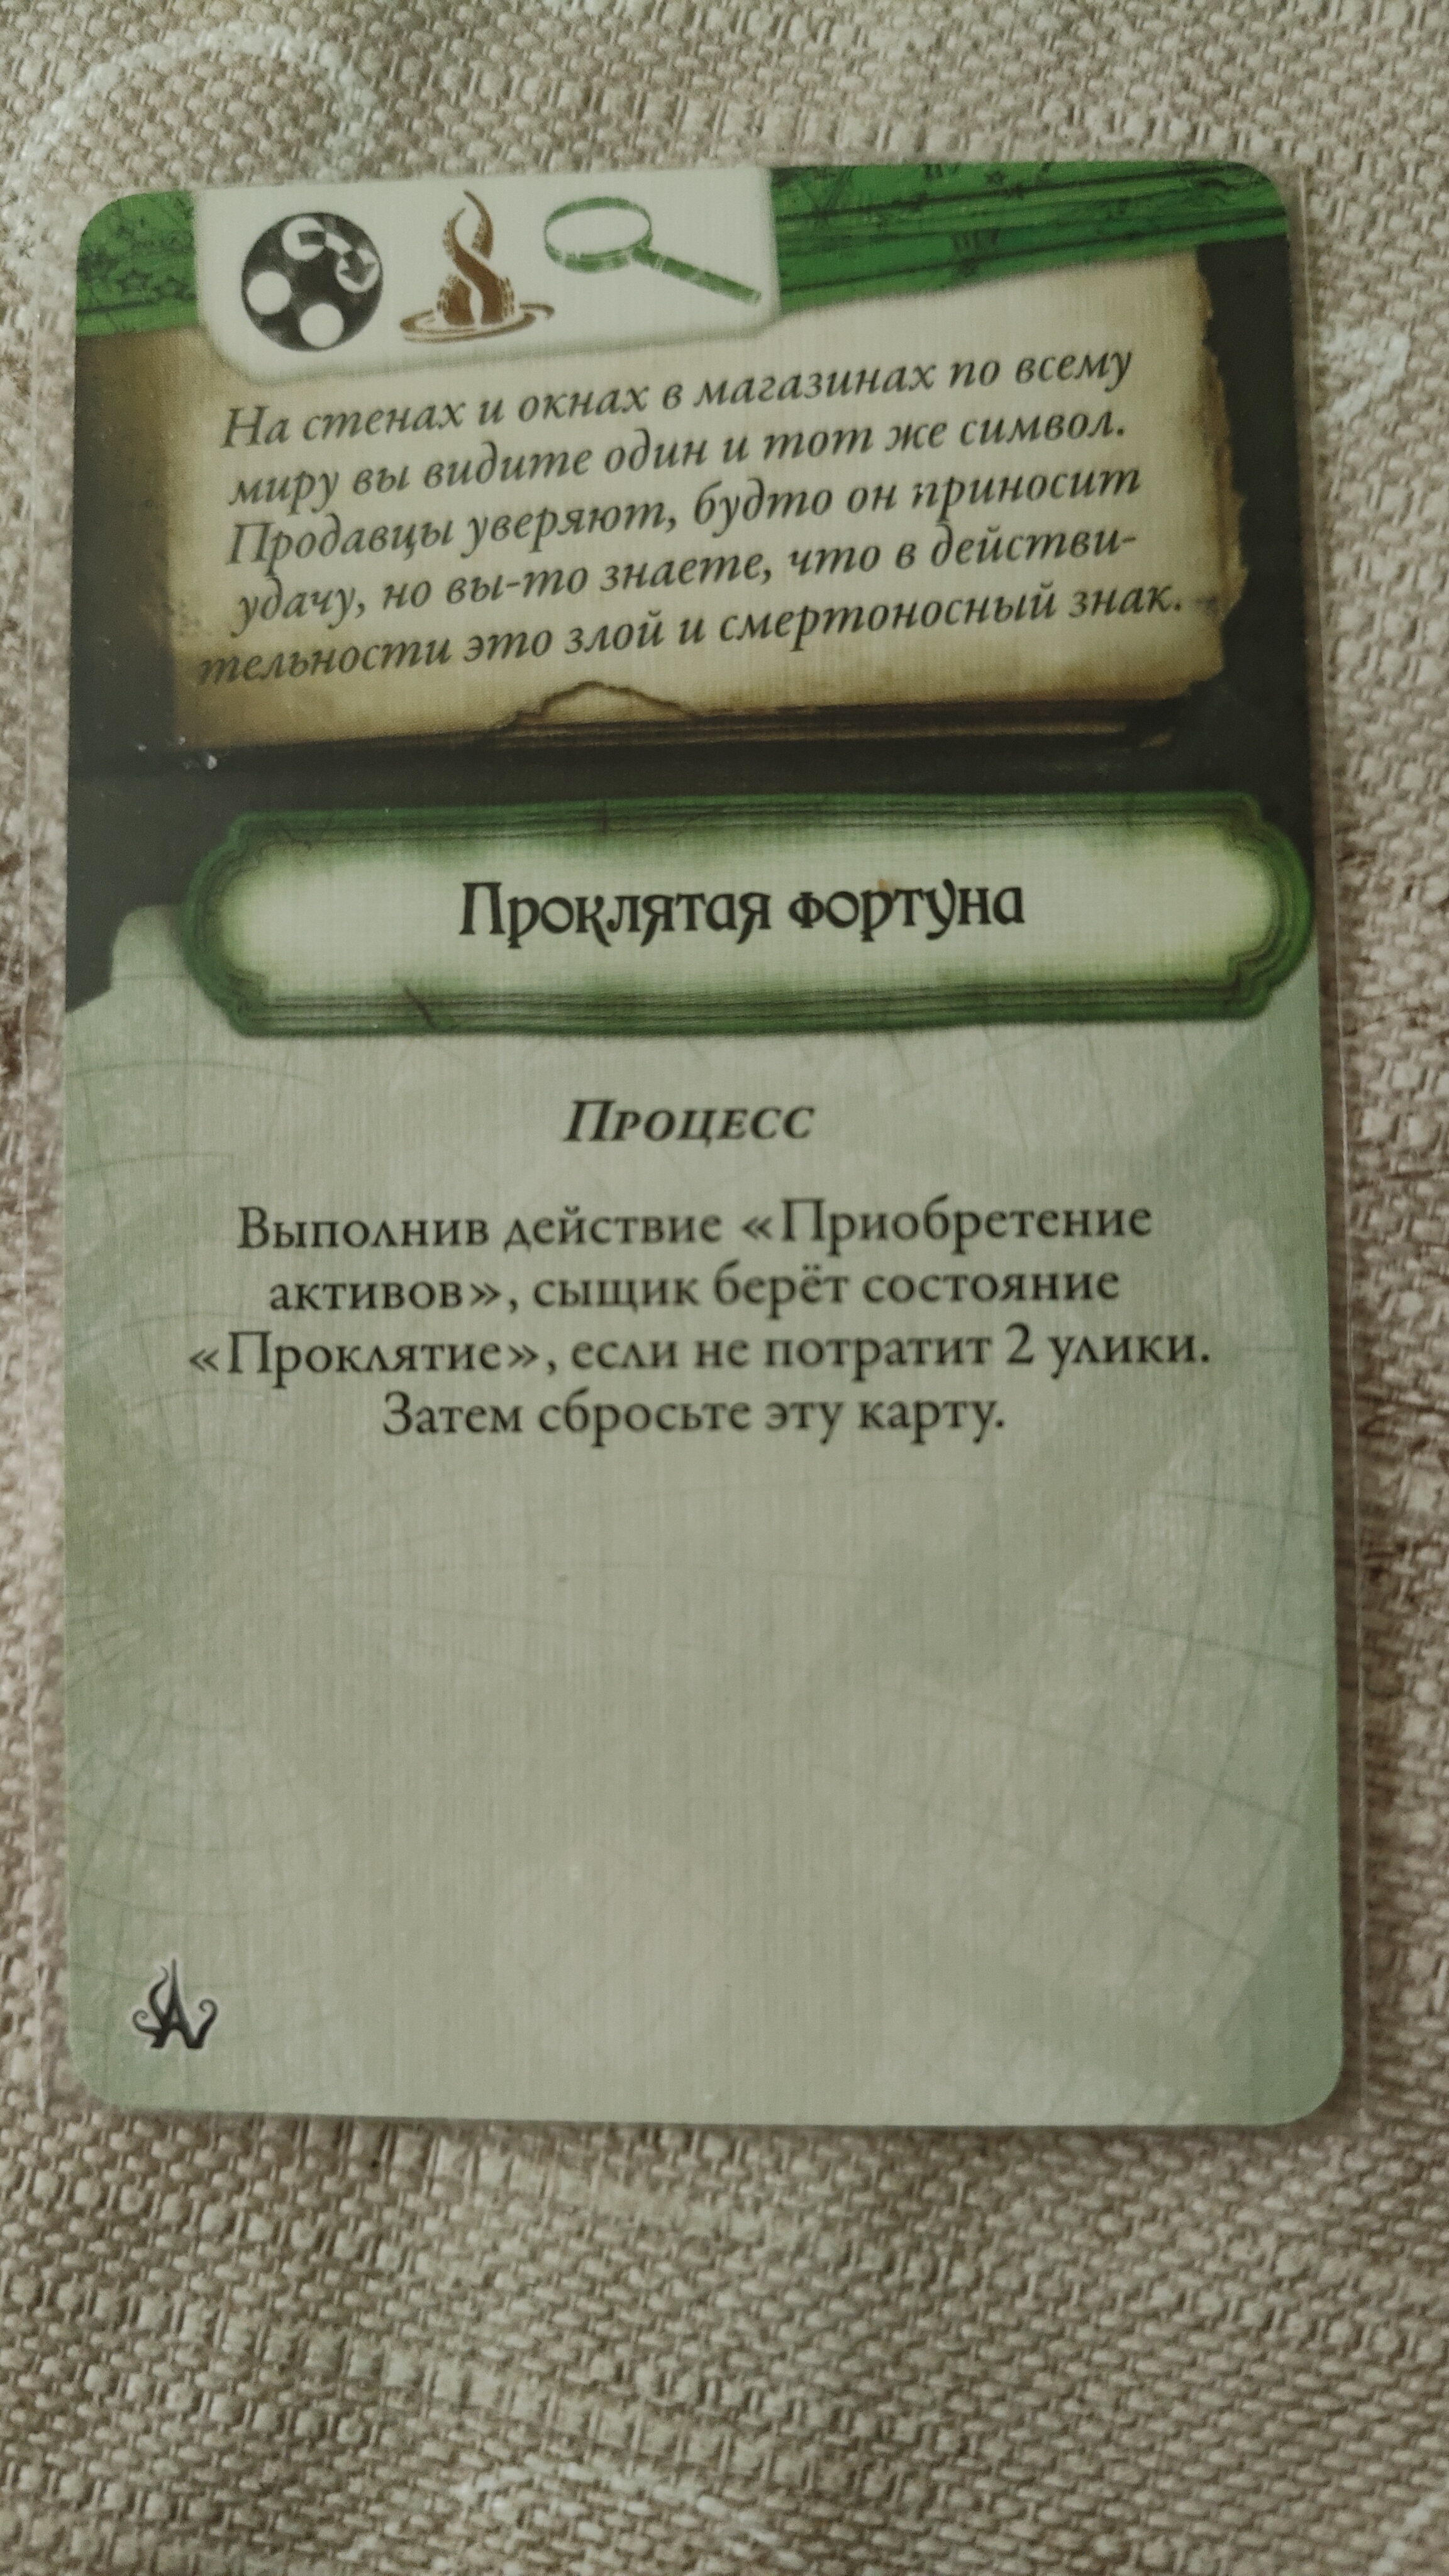 На стенах и окнах в магазинах по всему
миру вы видите один и тот же символ.
Продавцы уверяют, будто он приносит
удачу, но вы-то знаете, что в действи-
тельности это злой и смертоносный знак.
Проклятая фортуна
Процесс
Выполнив действие «Приобретение
активов», сыщик берёт состояние
«Проклятие», если не потратит 2 улики.
Затем сбросьте эту карту.